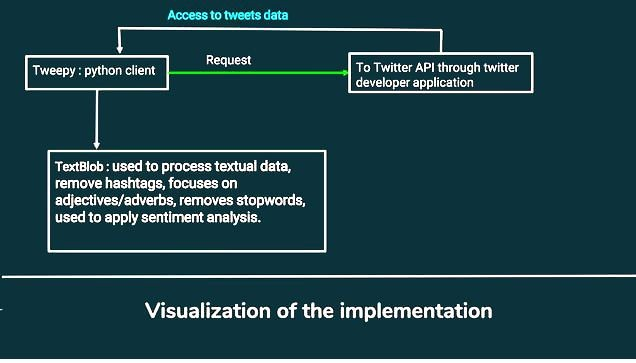 Access to tweets data
Tweepy : python client
Request
To Twitter API through twitter
developer application
TextBlob : used to process textual data,
remove hashtags, focuses on
adjectives/adverbs, removes stopwords,
used to apply sentiment analysis.
Visualization of the implementation